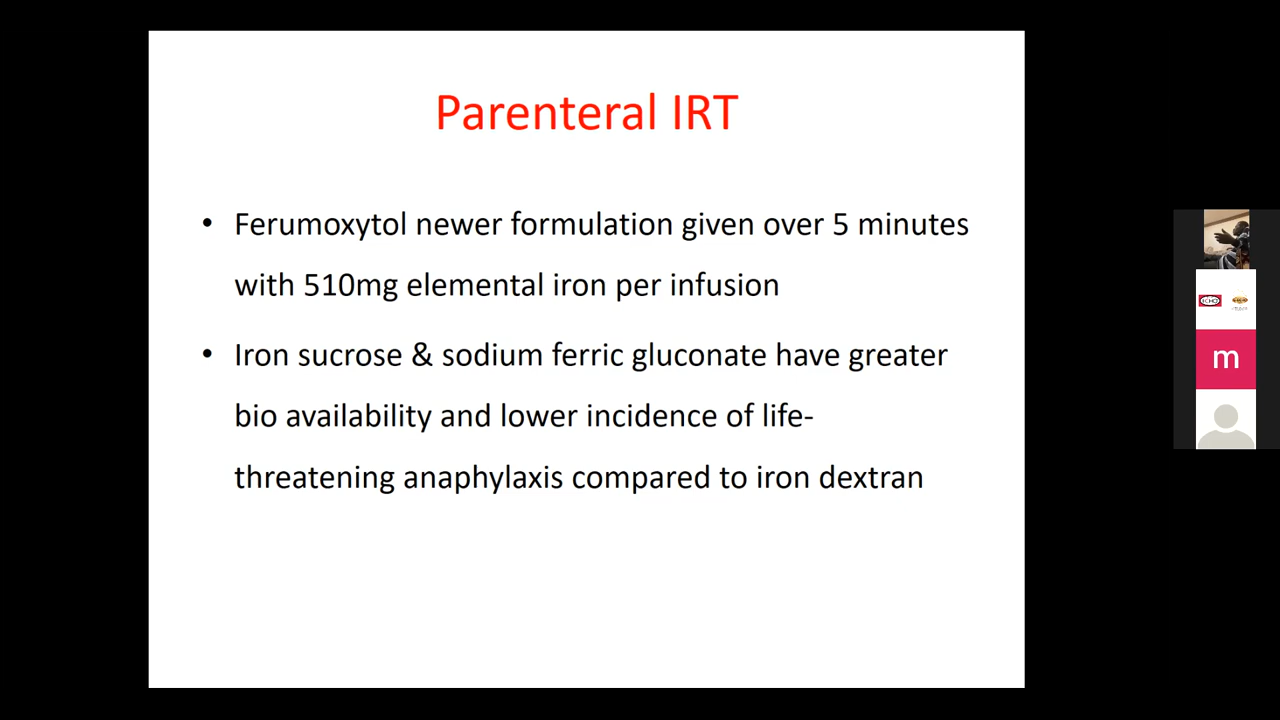 Parenteral IRT
• Ferumoxytol newer formulation given over 5 minutes
with 510mg elemental iron per infusion
• Iron sucrose & sodium ferric gluconate have greater
bio availability and lower incidence of life-
threatening anaphylaxis compared to iron dextran
ECHO
m